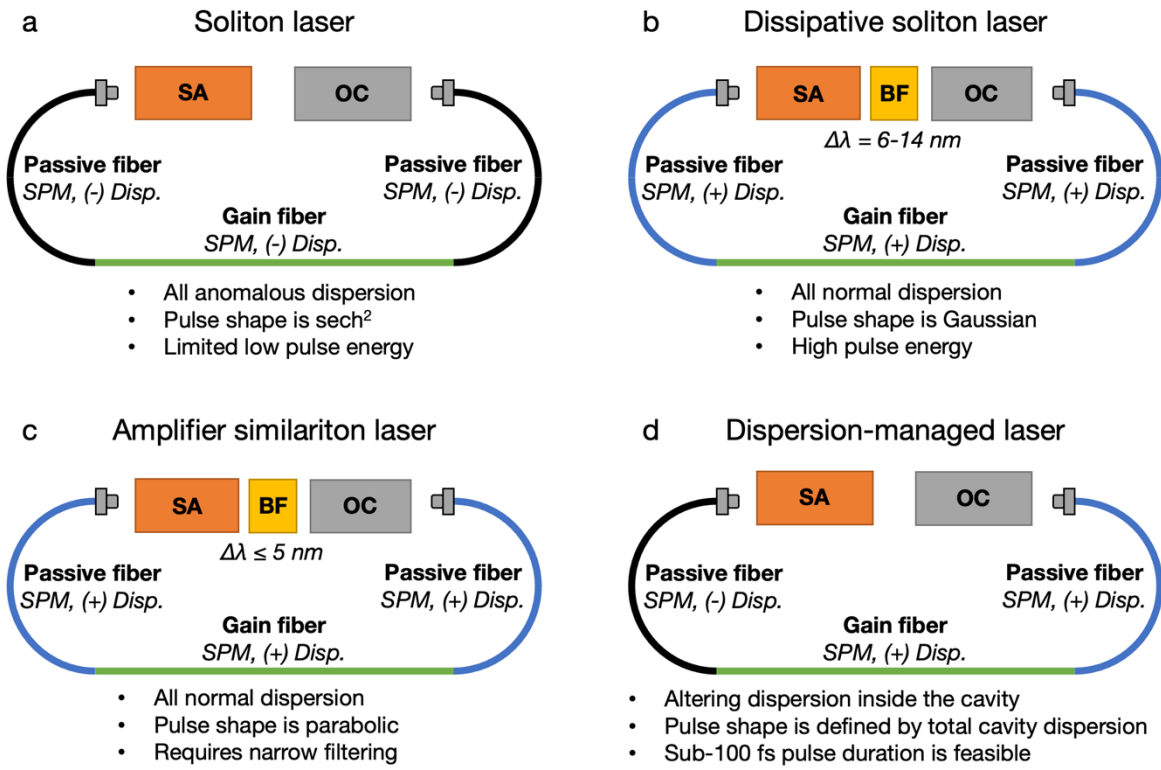 a Soliton laser
SA
OC
Passive fiber
SPM, (-) Disp.
Passive fiber
SPM, (-) Disp.
Gain fiber
SPM, (-) Disp.
• All anomalous dispersion
• Pulse shape is sech²
• Limited low pulse energy
b Dissipative soliton laser
SA
BF
OC
Δλ = 6-14 nm
Passive fiber
SPM, (+) Disp.
Passive fiber
SPM, (+) Disp.
Gain fiber
SPM, (+) Disp.
• All normal dispersion
• Pulse shape is Gaussian
• High pulse energy
c Amplifier similariton laser
SA
BF
OC
Δλ ≤ 5 nm
Passive fiber
SPM, (+) Disp.
Passive fiber
SPM, (+) Disp.
Gain fiber
SPM, (+) Disp.
• All normal dispersion
• Pulse shape is parabolic
• Requires narrow filtering
d Dispersion-managed laser
SA
OC
Passive fiber
SPM, (-) Disp.
Passive fiber
SPM, (+) Disp.
Gain fiber
SPM, (+) Disp.
• Altering dispersion inside the cavity
• Pulse shape is defined by total cavity dispersion
• Sub-100 fs pulse duration is feasible